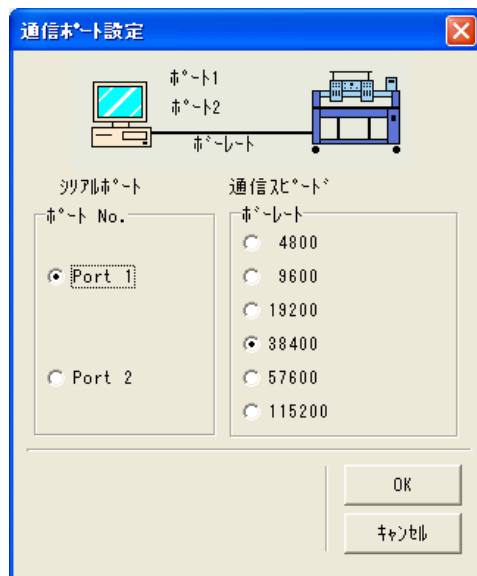 通信ﾎﾟｰﾄ設定
ﾎﾟｰﾄ1
ﾎﾟｰﾄ2
ﾎﾞｰﾚｰﾄ
ｼﾘｱﾙﾎﾟｰﾄ
通信ｽﾋﾟｰﾄﾞ
ﾎﾟｰﾄ No.
Port 1
Port 2
ﾎﾞｰﾚｰﾄ
4800
9600
19200
38400
57600
115200
OK
ｷｬﾝｾﾙ